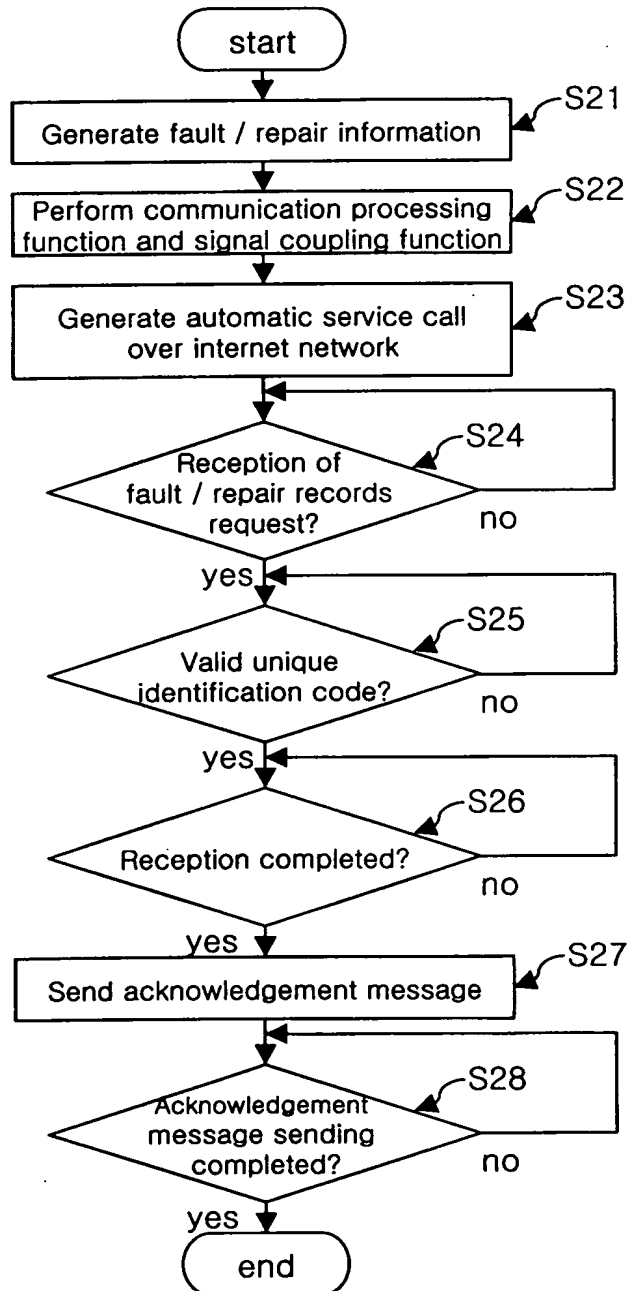 start
S21
Generate fault / repair information
S22
Perform communication processing
function and signal coupling function
S23
Generate automatic service call
over internet network
S24
Reception of
fault / repair records
request?
no
yes
S25
Valid unique
identification code?
no
yes
S26
Reception completed?
no
yes
S27
Send acknowledgement message
S28
Acknowledgement
message sending
completed?
no
yes
end